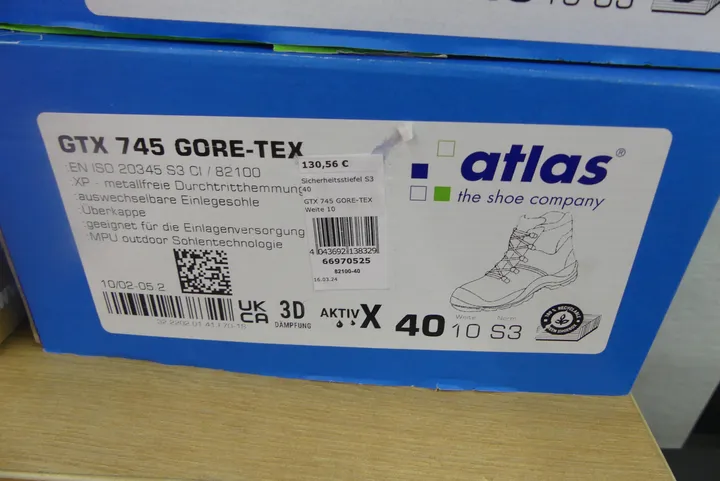 GTX 745 GORE-TEX
EN ISO 20345 S3 CI / 82100
XP - metallfreie Durchtritthemmung
auswechselbare Einlegesohle
Überkappe
geeignet für die Einlagenversorgung
MPU outdoor Sohlentechnologie
130,56 €
Sicherheitsstiefel S3
40
GTX 745 GORE-TEX
Weite 10
4 043692 138329
66970525
82100-40
16.03.24
atlas®
the shoe company
10/02-05.2
UK
CA
3D
DÄMPFUNG
AKTIV X
40
Weite
10
Norm
S3